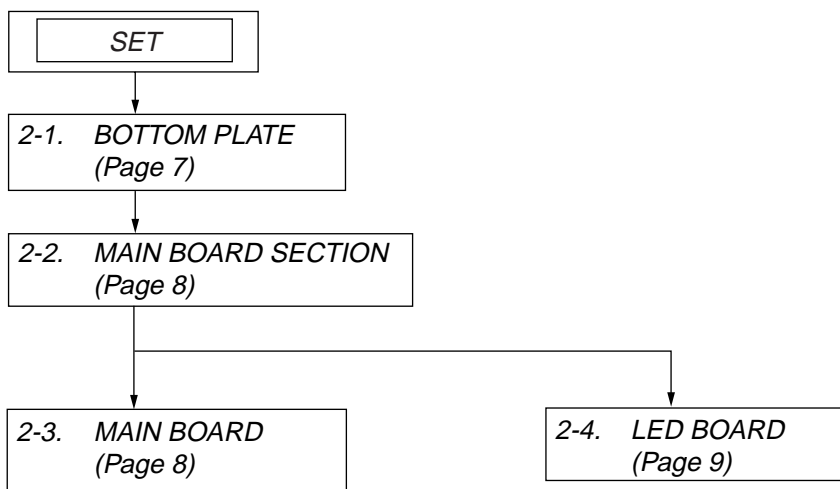 SET
2-1. BOTTOM PLATE
(Page 7)
2-2. MAIN BOARD SECTION
(Page 8)
2-3. MAIN BOARD
(Page 8)
2-4. LED BOARD
(Page 9)